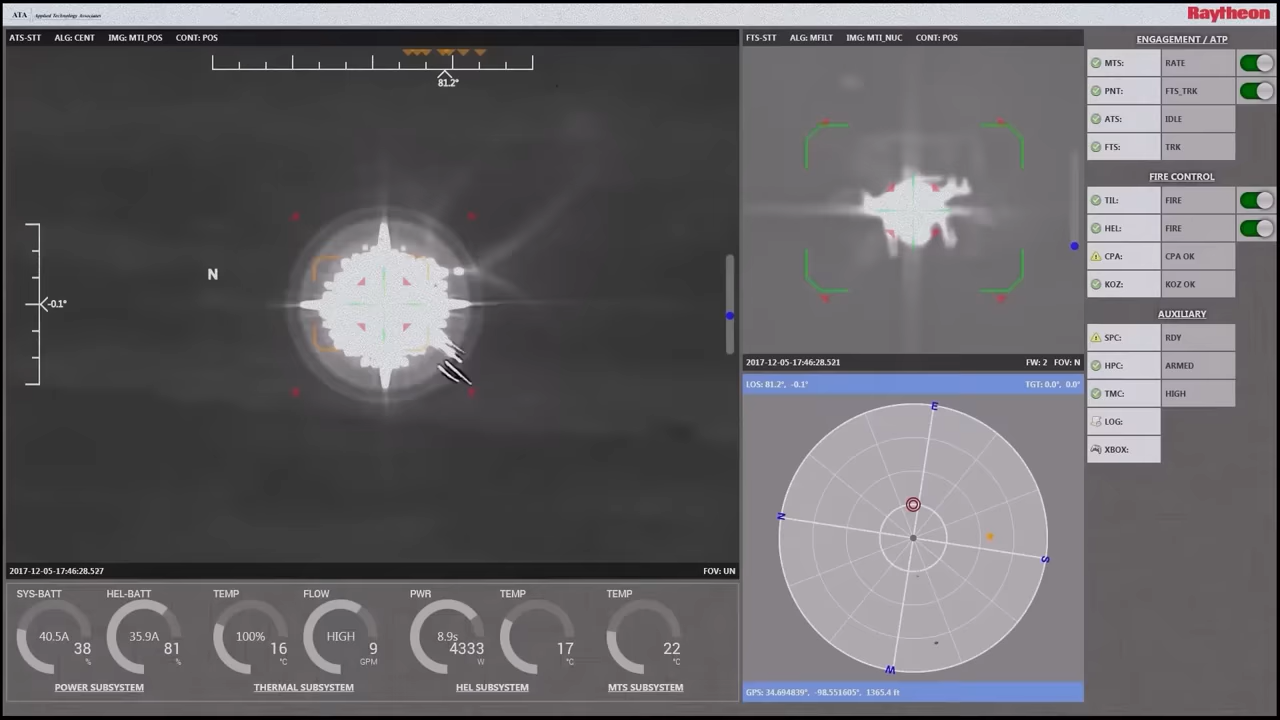 ATA Applied Technology Associates
Raytheon
ATS-STT ALG: CENT IMG: MTI_POS CONT: POS
81.2°
N
-0.1°
2017-12-05-17:46:28.527 FOV: UN
FTS-STT ALG: MFILT IMG: MTI_NUC CONT: POS
2017-12-05-17:46:28.521 FW: 2 FOV: N
LOS: 81.2°, -0.1° TGT: 0.0°, 0.0°
E
N
S
W
GPS: 34.694839°, -98.551605°, 1365.4 ft
ENGAGEMENT / ATP
MTS: RATE
PNT: FTS_TRK
ATS: IDLE
FTS: TRK
FIRE CONTROL
TIL: FIRE
HEL: FIRE
CPA: CPA OK
KOZ: KOZ OK
AUXILIARY
SPC: RDY
HPC: ARMED
TMC: HIGH
LOG:
XBOX:
SYS-BATT HEL-BATT TEMP FLOW PWR TEMP TEMP
40.5A 35.9A 100% HIGH 8.9s
38 % 81 % 16 °C 9 GPM 4333 W 17 °C 22 °C
POWER SUBSYSTEM THERMAL SUBSYSTEM HEL SUBSYSTEM MTS SUBSYSTEM